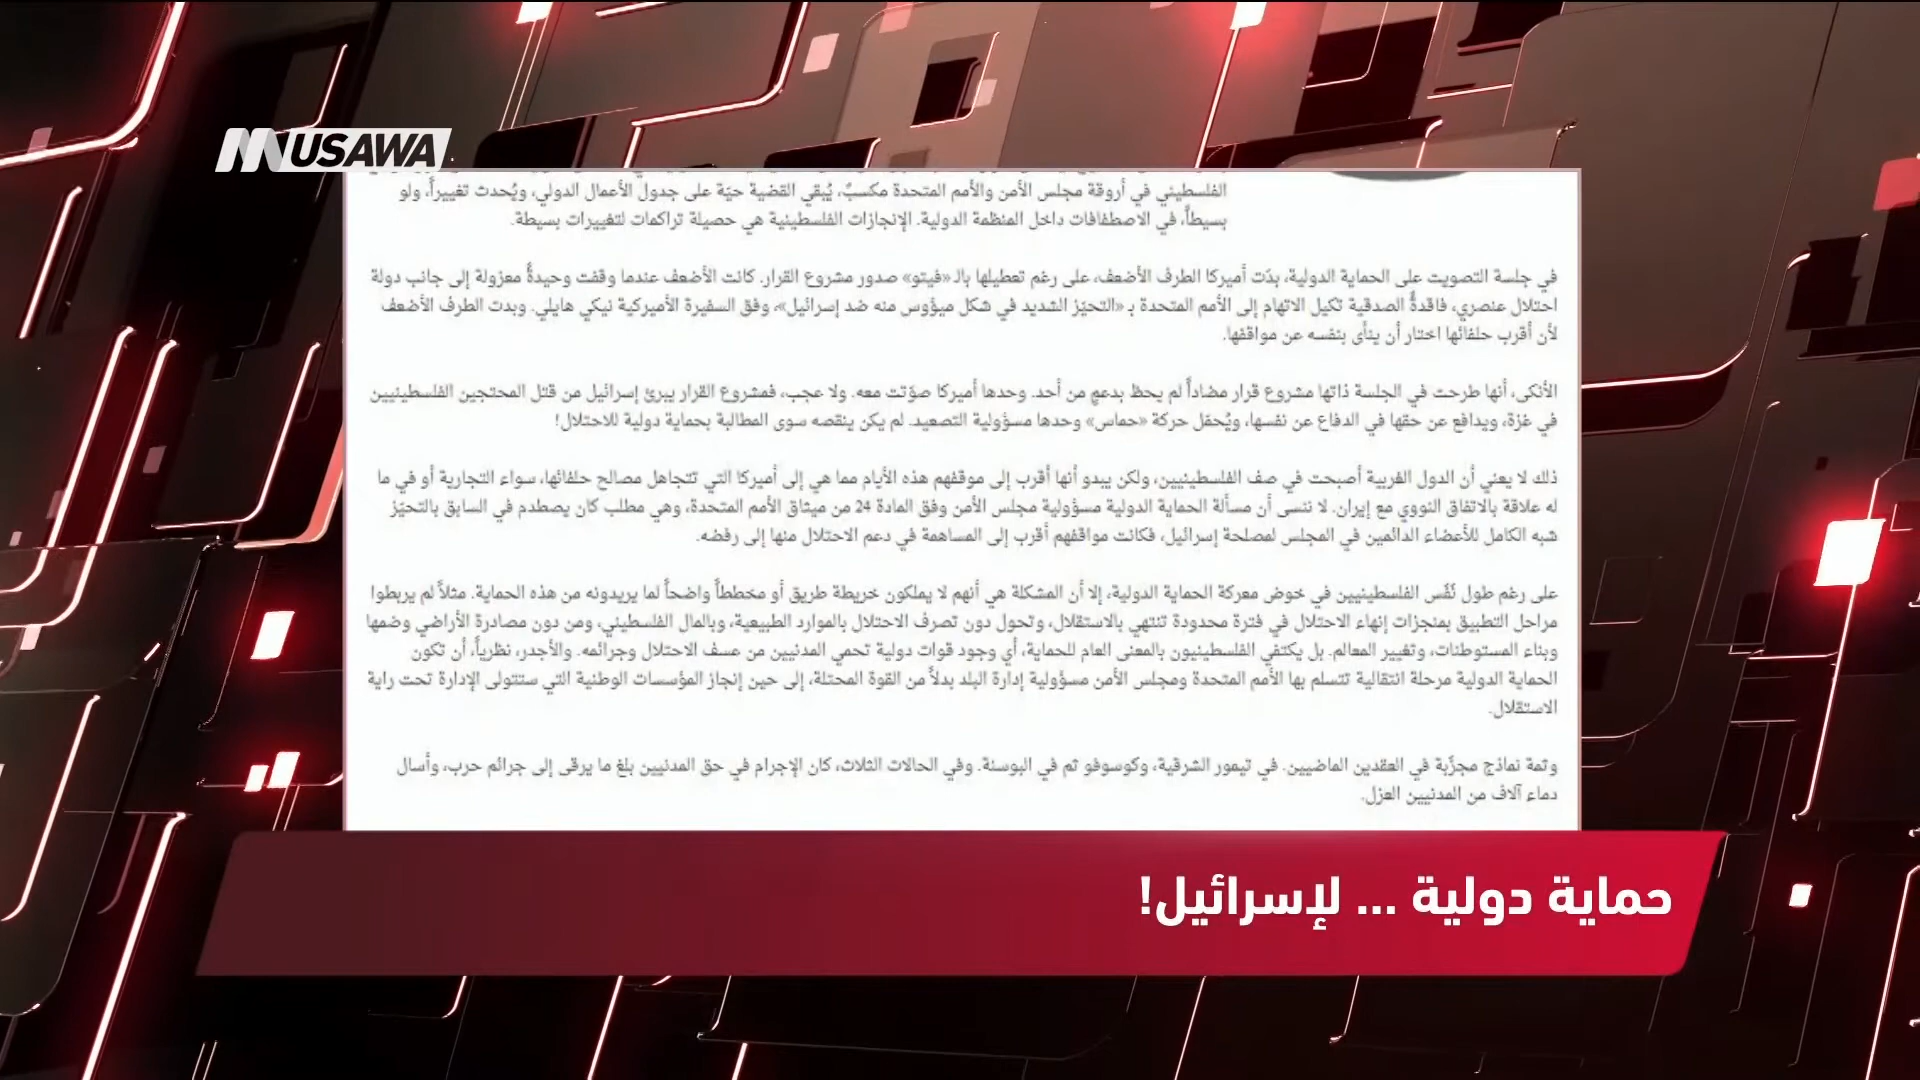 MUSAWA
الفلسطيني في أروقة مجلس الأمن والأمم المتحدة مكسبٌ، يُبقي القضية حيّة على جدول الأعمال الدولي، ويُحدث تغييراً، ولو
بسيطاً، في الاصطفافات داخل المنظمة الدولية. الإنجازات الفلسطينية هي حصيلة تراكمات لتغييرات بسيطة.
في جلسة التصويت على الحماية الدولية، بدَت أميركا الطرف الأضعف، على رغم تعطيلها بالـ «فيتو» صدور مشروع القرار. كانت الأضعف عندما وقفت وحيدةً معزولة إلى جانب دولة
احتلال عنصري، فاقدةً الصدقية تكيل الاتهام إلى الأمم المتحدة بـ «التحيّز الشديد في شكل ميؤوس منه ضد إسرائيل»، وفق السفيرة الأميركية نيكي هايلي. وبدت الطرف الأضعف
لأن أقرب حلفائها اختار أن ينأى بنفسه عن مواقفها.
الأنكى، أنها طرحت في الجلسة ذاتها مشروع قرار مضاداً لم يحظ بدعمٍ من أحد. وحدها أميركا صوّتت معه. ولا عجب، فمشروع القرار يبرئ إسرائيل من قتل المحتجين الفلسطينيين
في غزة، ويدافع عن حقها في الدفاع عن نفسها، ويُحمّل حركة «حماس» وحدها مسؤولية التصعيد. لم يكن ينقصه سوى المطالبة بحماية دولية للاحتلال!
ذلك لا يعني أن الدول الغربية أصبحت في صف الفلسطينيين، ولكن يبدو أنها أقرب إلى موقفهم هذه الأيام مما هي إلى أميركا التي تتجاهل مصالح حلفائها، سواء التجارية أو في ما
له علاقة بالاتفاق النووي مع إيران. لا ننسى أن مسألة الحماية الدولية مسؤولية مجلس الأمن وفق المادة 24 من ميثاق الأمم المتحدة، وهي مطلب كان يصطدم في السابق بالتحيّز
شبه الكامل للأعضاء الدائمين في المجلس لمصلحة إسرائيل، فكانت مواقفهم أقرب إلى المساهمة في دعم الاحتلال منها إلى رفضه.
على رغم طول نَفَس الفلسطينيين في خوض معركة الحماية الدولية، إلا أن المشكلة هي أنهم لا يملكون خريطة طريق أو مخططاً واضحاً لما يريدونه من هذه الحماية. مثلاً لم يربطوا
مراحل التطبيق بمنجزات إنهاء الاحتلال في فترة محدودة تنتهي بالاستقلال، وتحول دون تصرف الاحتلال بالموارد الطبيعية، وبالمال الفلسطيني، ومن دون مصادرة الأراضي وضمها
وبناء المستوطنات، وتغيير المعالم. بل يكتفي الفلسطينيون بالمعنى العام للحماية، أي وجود قوات دولية تحمي المدنيين من عسف الاحتلال وجرائمه. والأجدر، نظرياً، أن تكون
الحماية الدولية مرحلة انتقالية تتسلم بها الأمم المتحدة ومجلس الأمن مسؤولية إدارة البلد بدلاً من القوة المحتلة، إلى حين إنجاز المؤسسات الوطنية التي ستتولى الإدارة تحت راية
الاستقلال.
وثمة نماذج مجرّبة في العقدين الماضيين. في تيمور الشرقية، وكوسوفو ثم في البوسنة. وفي الحالات الثلاث، كان الإجرام في حق المدنيين بلغ ما يرقى إلى جرائم حرب، وأسال
دماء آلاف من المدنيين العزل.
حماية دولية ... لإسرائيل!